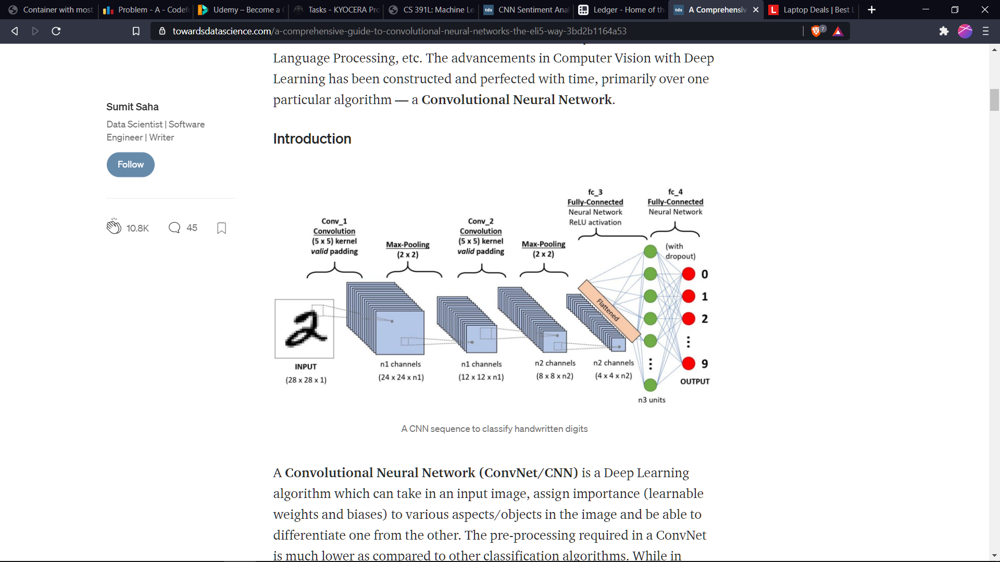 Container with most
Problem - A - Codef
Udemy – Become a
Tasks - KYOCERA Pro
CS 391L: Machine Le
tds
CNN Sentiment Anal
Ledger - Home of th
tds
A Comprehensiv
L
Laptop Deals | Best L
towardsdatascience.com/a-comprehensive-guide-to-convolutional-neural-networks-the-eli5-way-3bd2b1164a53
7
Language Processing, etc. The advancements in Computer Vision with Deep
Learning has been constructed and perfected with time, primarily over one
particular algorithm — a Convolutional Neural Network.
Sumit Saha
Data Scientist | Software
Engineer | Writer
Follow
10.8K
45
Introduction
Conv_1
Convolution
(5 x 5) kernel
valid padding
Max-Pooling
(2 x 2)
Conv_2
Convolution
(5 x 5) kernel
valid padding
Max-Pooling
(2 x 2)
fc_3
Fully-Connected
Neural Network
ReLU activation
fc_4
Fully-Connected
Neural Network
(with
dropout)
Flattened
0
1
2
9
OUTPUT
2
INPUT
(28 x 28 x 1)
n1 channels
(24 x 24 x n1)
n1 channels
(12 x 12 x n1)
n2 channels
(8 x 8 x n2)
n2 channels
(4 x 4 x n2)
n3 units
A CNN sequence to classify handwritten digits
A Convolutional Neural Network (ConvNet/CNN) is a Deep Learning
algorithm which can take in an input image, assign importance (learnable
weights and biases) to various aspects/objects in the image and be able to
differentiate one from the other. The pre-processing required in a ConvNet
is much lower as compared to other classification algorithms. While in